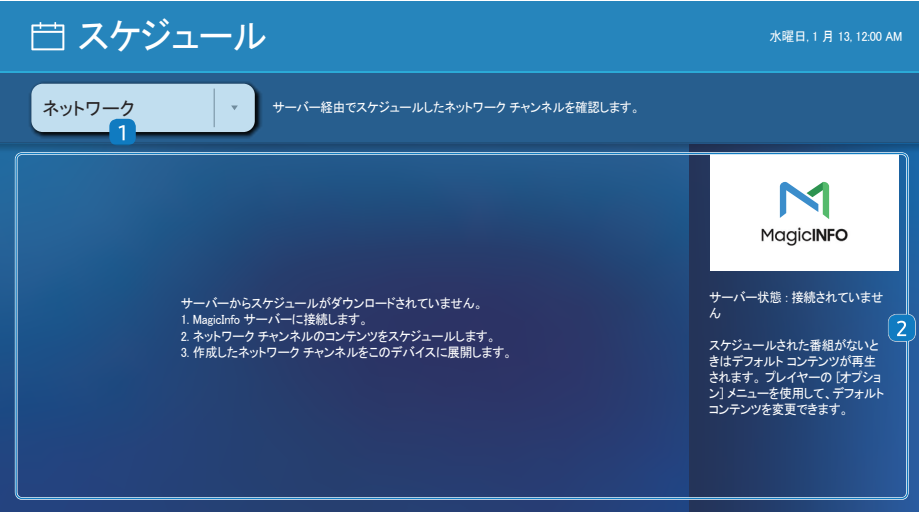 スケジュール
水曜日, 1 月 13, 12:00 AM
ネットワーク
1
サーバー経由でスケジュールしたネットワーク チャンネルを確認します。
サーバーからスケジュールがダウンロードされていません。
1. MagicInfo サーバーに接続します。
2. ネットワーク チャンネルのコンテンツをスケジュールします。
3. 作成したネットワーク チャンネルをこのデバイスに展開します。
MagicINFO
サーバー状態 : 接続されていませ
ん
2
スケジュールされた番組がないと
きはデフォルト コンテンツが再生
されます。プレイヤーの [オプショ
ン] メニューを使用して、デフォルト
コンテンツを変更できます。